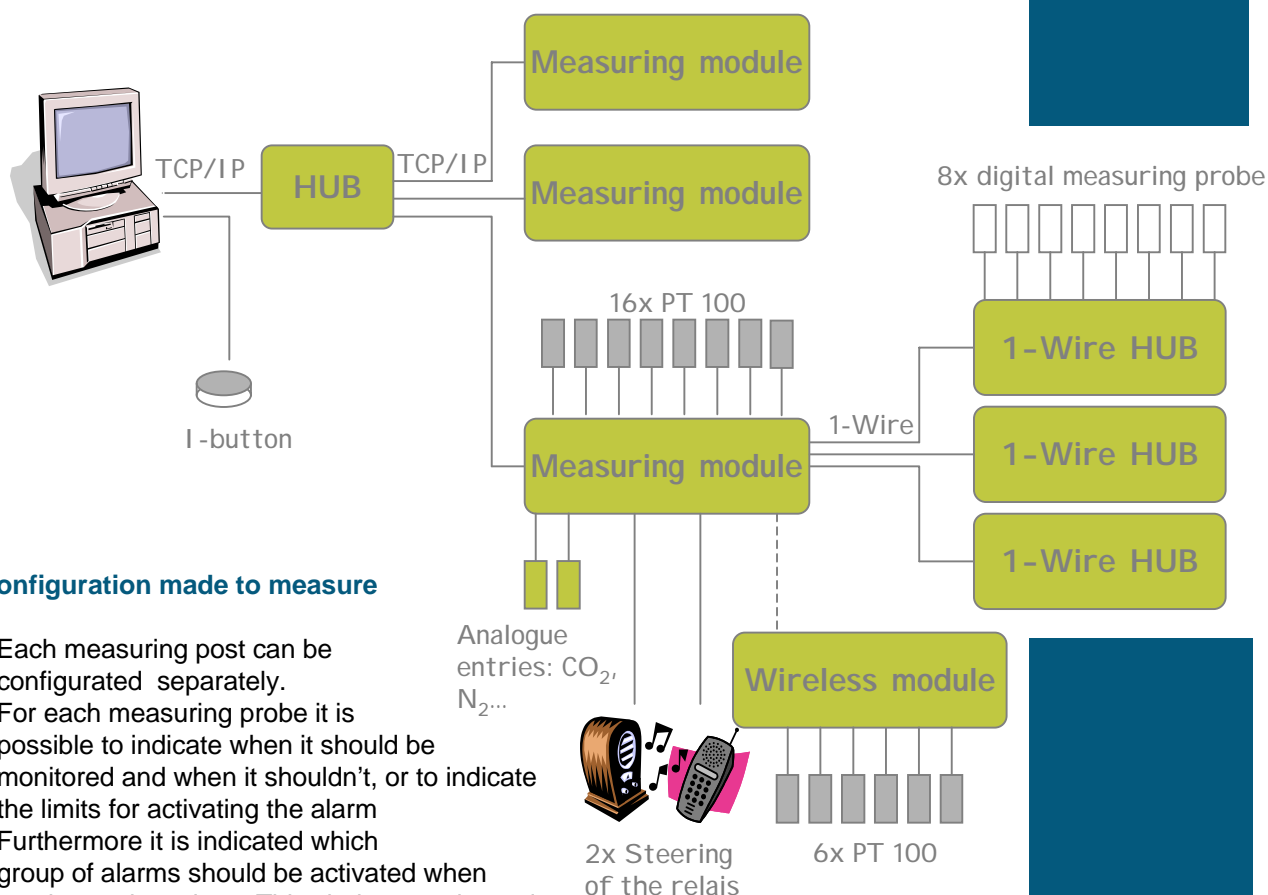 Measuring module
TCP/IP
HUB
TCP/IP
Measuring module
8x digital measuring probe
16x PT 100
1-Wire HUB
I-button
Measuring module
1-Wire
1-Wire HUB
1-Wire HUB
onfiguration made to measure
Each measuring post can be
configurated separately.
For each measuring probe it is
possible to indicate when it should be
monitored and when it shouldn't, or to indicate
the limits for activating the alarm
Furthermore it is indicated which
group of alarms should be activated when
Analogue
entries: CO₂,
N₂...
Wireless module
2x Steering
of the relais
6x PT 100